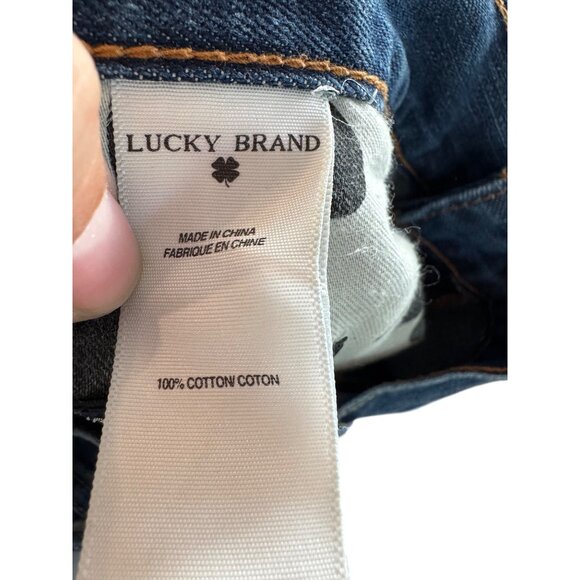 LUCKY BRAND
MADE IN CHINA
FABRIQUE EN CHINE
100% COTTON/ COTON